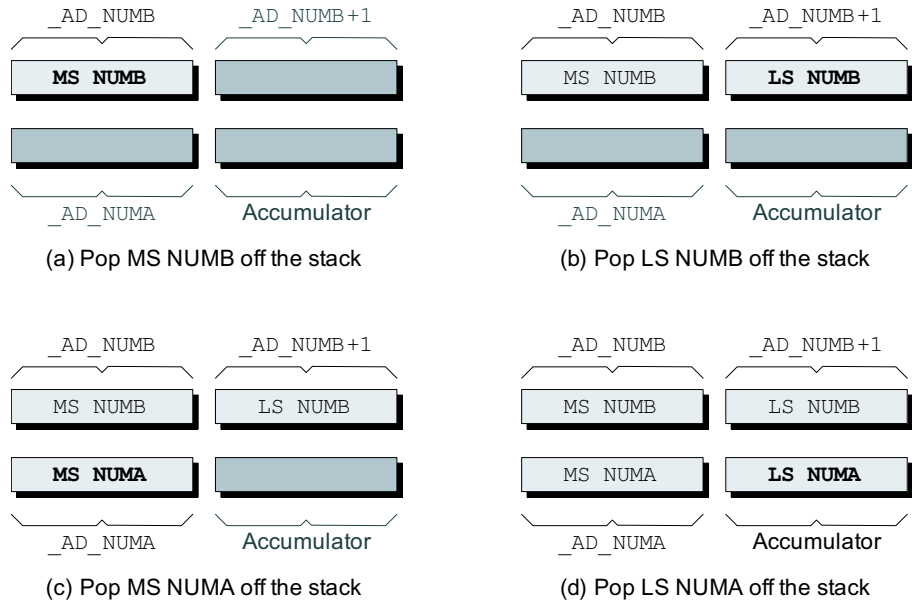 _AD_NUMB _AD_NUMB+1
MS NUMB
_AD_NUMA Accumulator
(a) Pop MS NUMB off the stack
_AD_NUMB _AD_NUMB+1
MS NUMB LS NUMB
_AD_NUMA Accumulator
(b) Pop LS NUMB off the stack
_AD_NUMB _AD_NUMB+1
MS NUMB LS NUMB
MS NUMA
_AD_NUMA Accumulator
(c) Pop MS NUMA off the stack
_AD_NUMB _AD_NUMB+1
MS NUMB LS NUMB
MS NUMA LS NUMA
_AD_NUMA Accumulator
(d) Pop LS NUMA off the stack